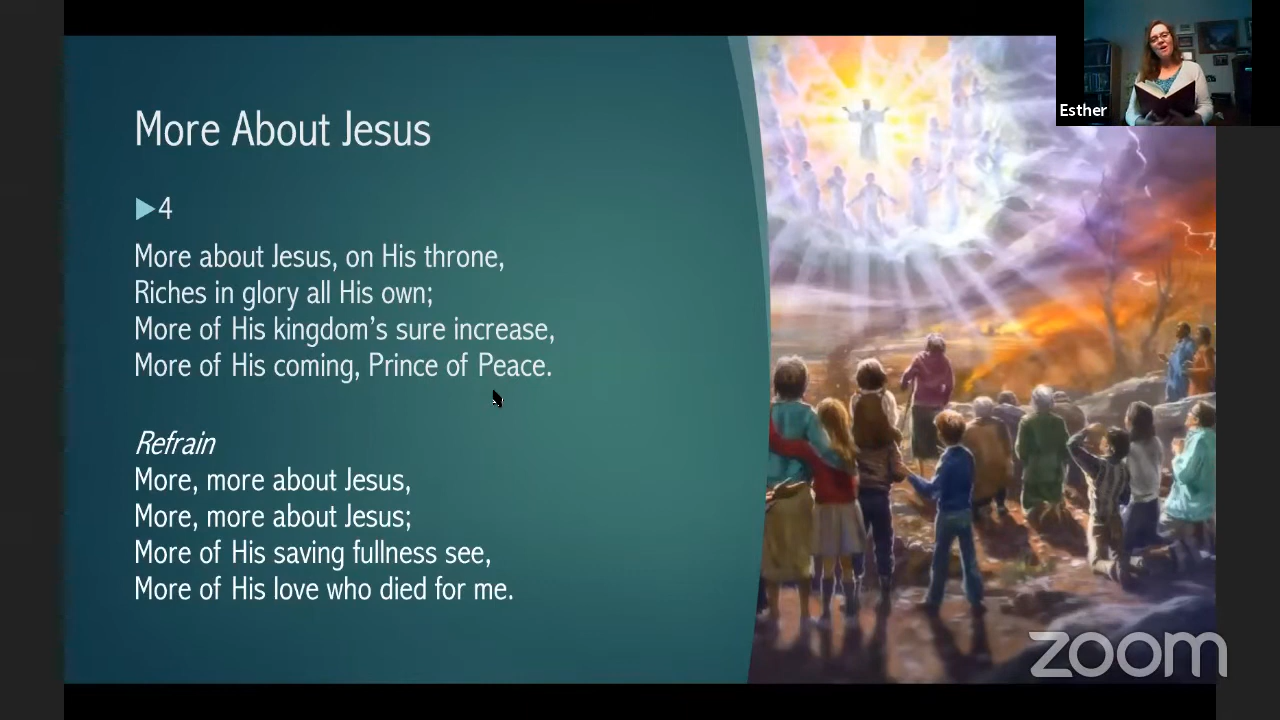 More About Jesus
4
More about Jesus, on His throne,
Riches in glory all His own;
More of His kingdom's sure increase,
More of His coming, Prince of Peace.
Refrain
More, more about Jesus,
More, more about Jesus;
More of His saving fullness see,
More of His love who died for me.
Esther
zoom